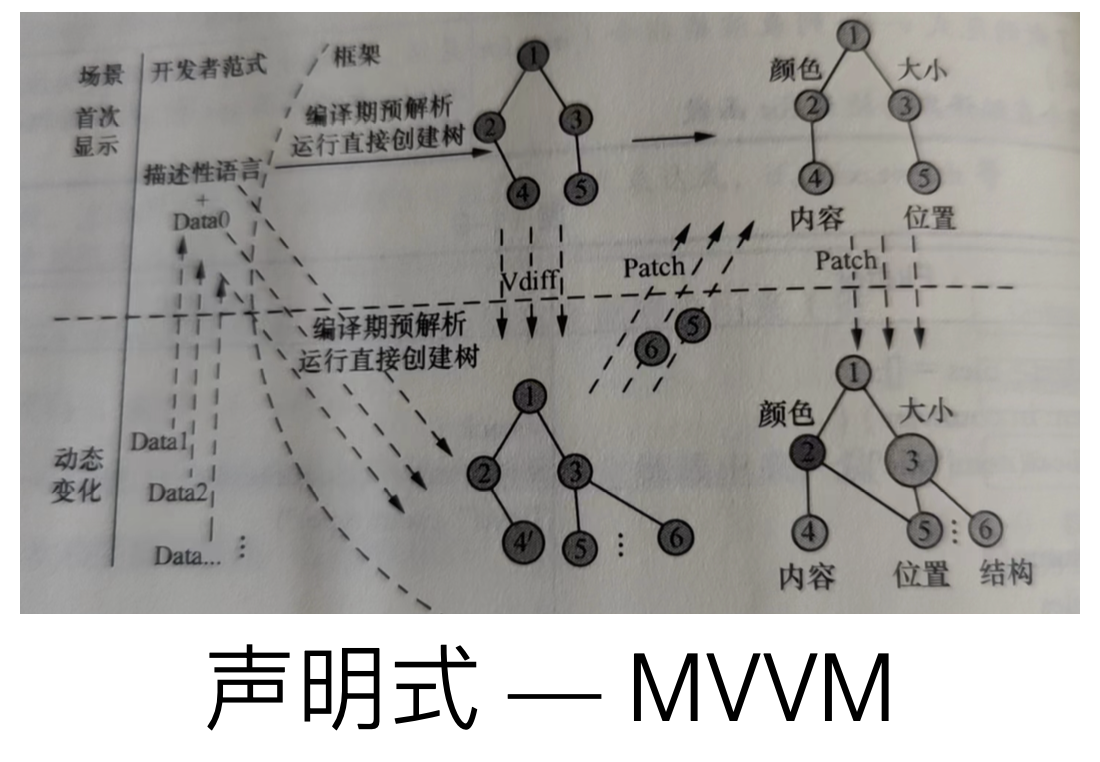 场景
开发者范式
框架
首次
显示
编译期预解析
运行直接创建树
描述性语言
+
Data0
1
2
3
4
5
1
颜色
大小
2
3
4
5
内容
位置
Vdiff
Patch
Patch
5
6
编译期预解析
运行直接创建树
动态
变化
Data1
Data2
Data...
1
2
3
4'
5
6
1
颜色
大小
2
3
4
5
6
内容
位置
结构
声明式 — MVVM